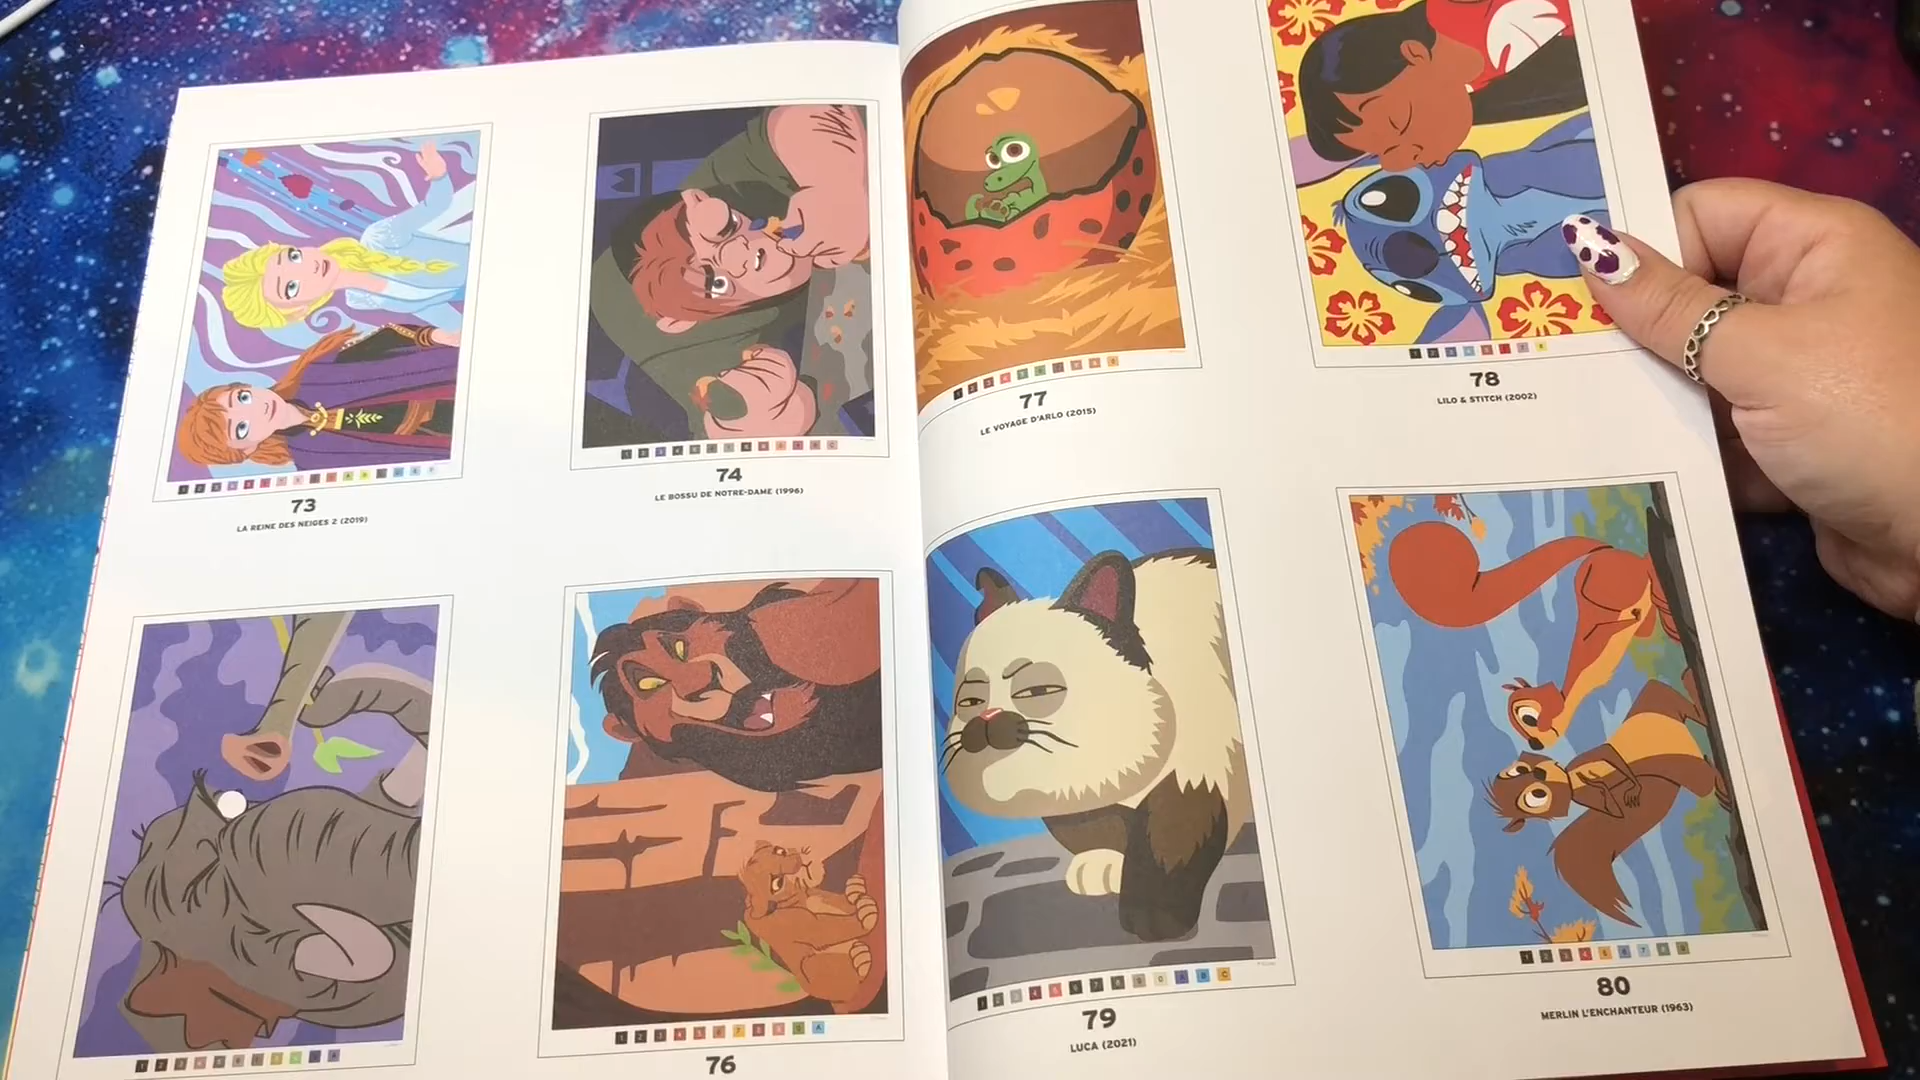 73
LA REINE DES NEIGES 2 (2019)
74
LE BOSSU DE NOTRE-DAME (1996)
76
77
LE VOYAGE D'ARLO (2015)
78
LILO & STITCH (2002)
79
LUCA (2021)
80
MERLIN L'ENCHANTEUR (1963)